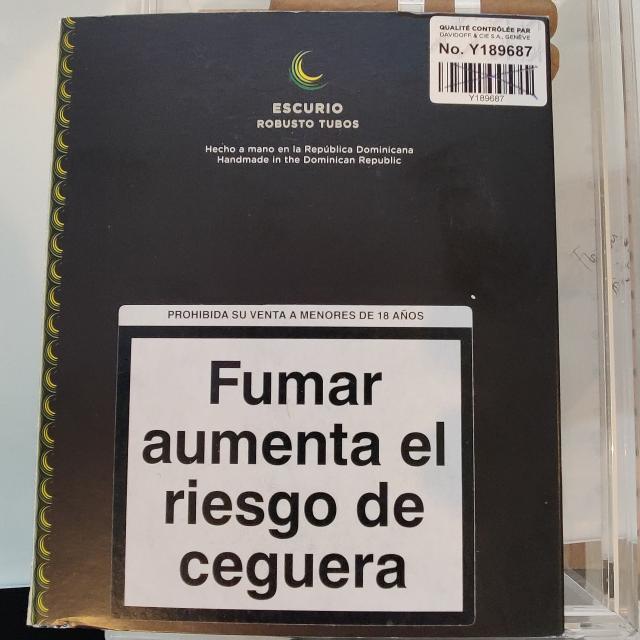 QUALITÉ CONTRÔLÉE PAR
DAVIDOFF & CIE S.A., GENÈVE
No. Y189687
Y189687
ESCURIO
ROBUSTO TUBOS
Hecho a mano en la República Dominicana
Handmade in the Dominican Republic
PROHIBIDA SU VENTA A MENORES DE 18 AÑOS
Fumar
aumenta el
riesgo de
ceguera